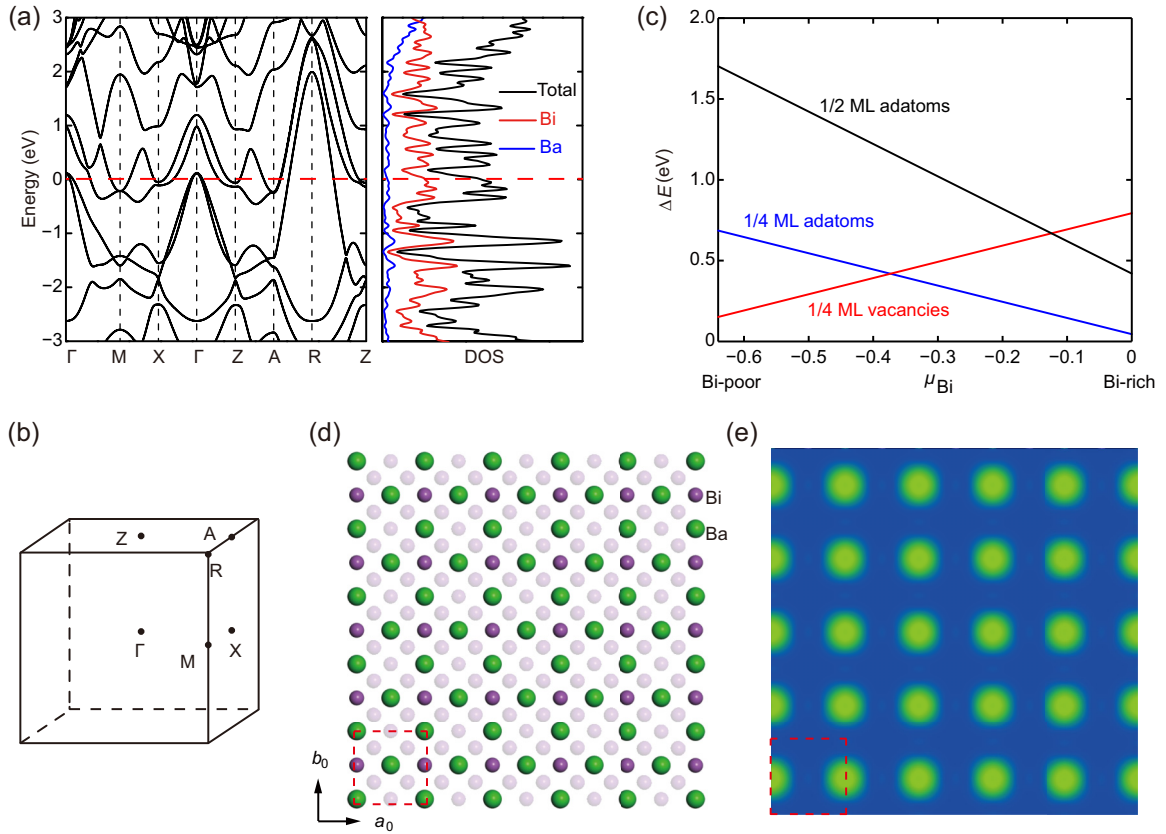 (a)
3
2
1
0
−1
−2
−3
Energy (eV)
Γ M X Γ Z A R Z
Total
Bi
Ba
DOS
(c)
2.0
1.5
1.0
0.5
0
ΔE (eV)
1/2 ML adatoms
1/4 ML adatoms
1/4 ML vacancies
−0.6 −0.5 −0.4 −0.3 −0.2 −0.1 0
Bi-poor μBi Bi-rich
(b)
Z A
R
Γ
M X
(d)
Bi
Ba
b0
a0
(e)